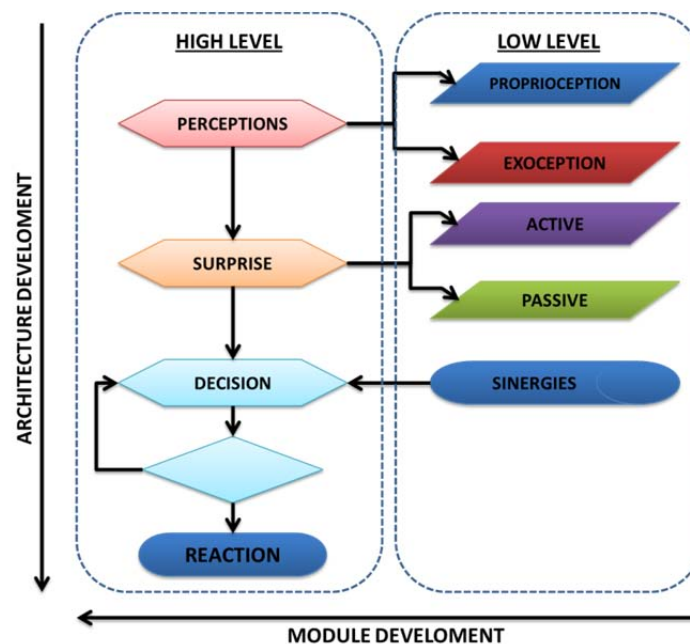 HIGH LEVEL
LOW LEVEL
PERCEPTIONS
PROPRIOCEPTION
EXOCEPTION
SURPRISE
ACTIVE
PASSIVE
DECISION
SINERGIES
REACTION
ARCHITECTURE DEVELOMENT
MODULE DEVELOMENT